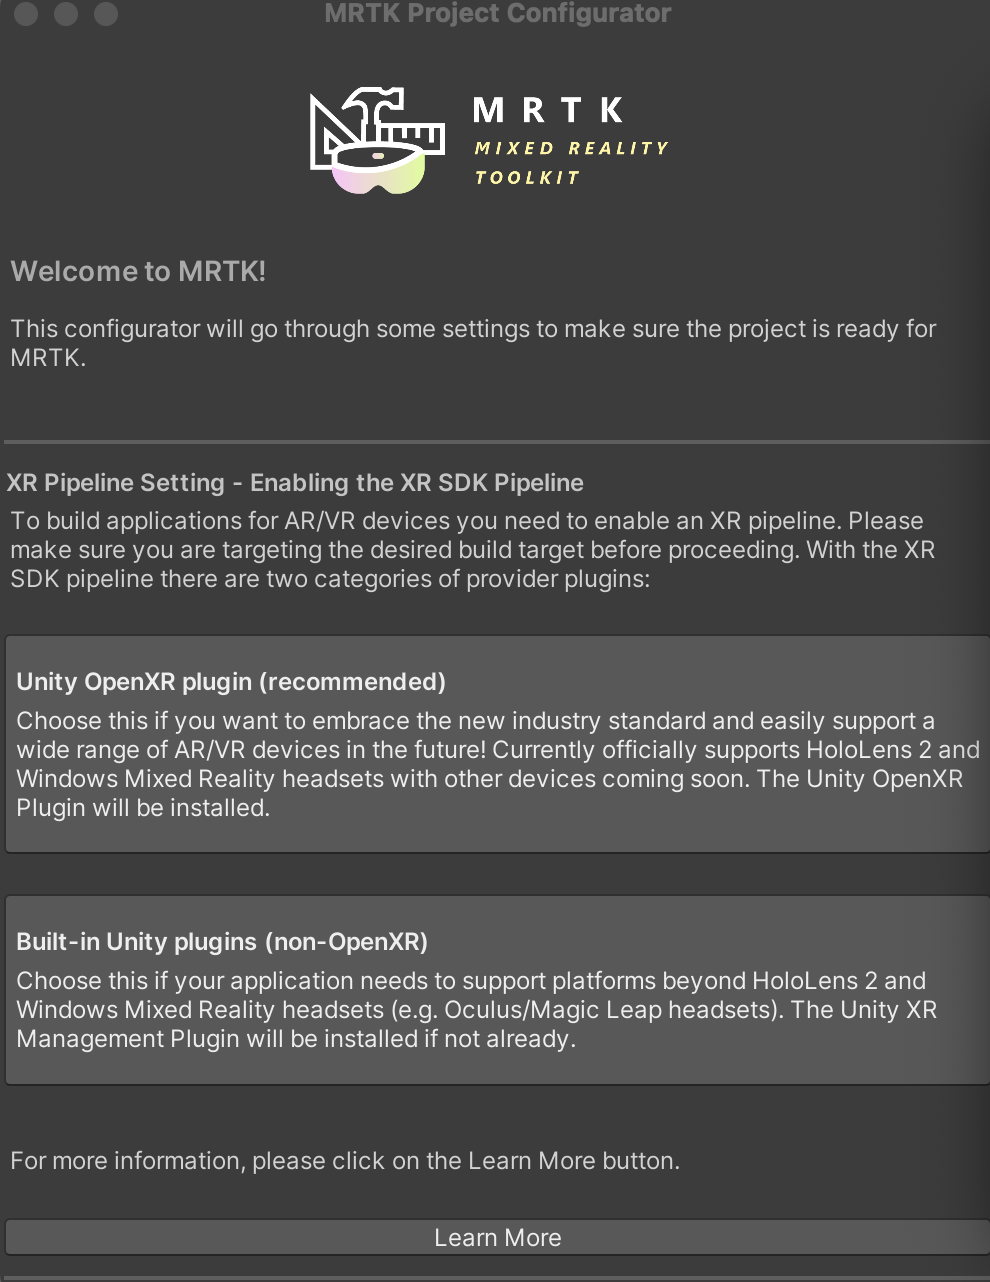 MRTK Project Configurator
MRTK
MIXED REALITY
TOOLKIT
Welcome to MRTK!
This configurator will go through some settings to make sure the project is ready for
MRTK.
XR Pipeline Setting - Enabling the XR SDK Pipeline
To build applications for AR/VR devices you need to enable an XR pipeline. Please
make sure you are targeting the desired build target before proceeding. With the XR
SDK pipeline there are two categories of provider plugins:
Unity OpenXR plugin (recommended)
Choose this if you want to embrace the new industry standard and easily support a
wide range of AR/VR devices in the future! Currently officially supports HoloLens 2 and
Windows Mixed Reality headsets with other devices coming soon. The Unity OpenXR
Plugin will be installed.
Built-in Unity plugins (non-OpenXR)
Choose this if your application needs to support platforms beyond HoloLens 2 and
Windows Mixed Reality headsets (e.g. Oculus/Magic Leap headsets). The Unity XR
Management Plugin will be installed if not already.
For more information, please click on the Learn More button.
Learn More